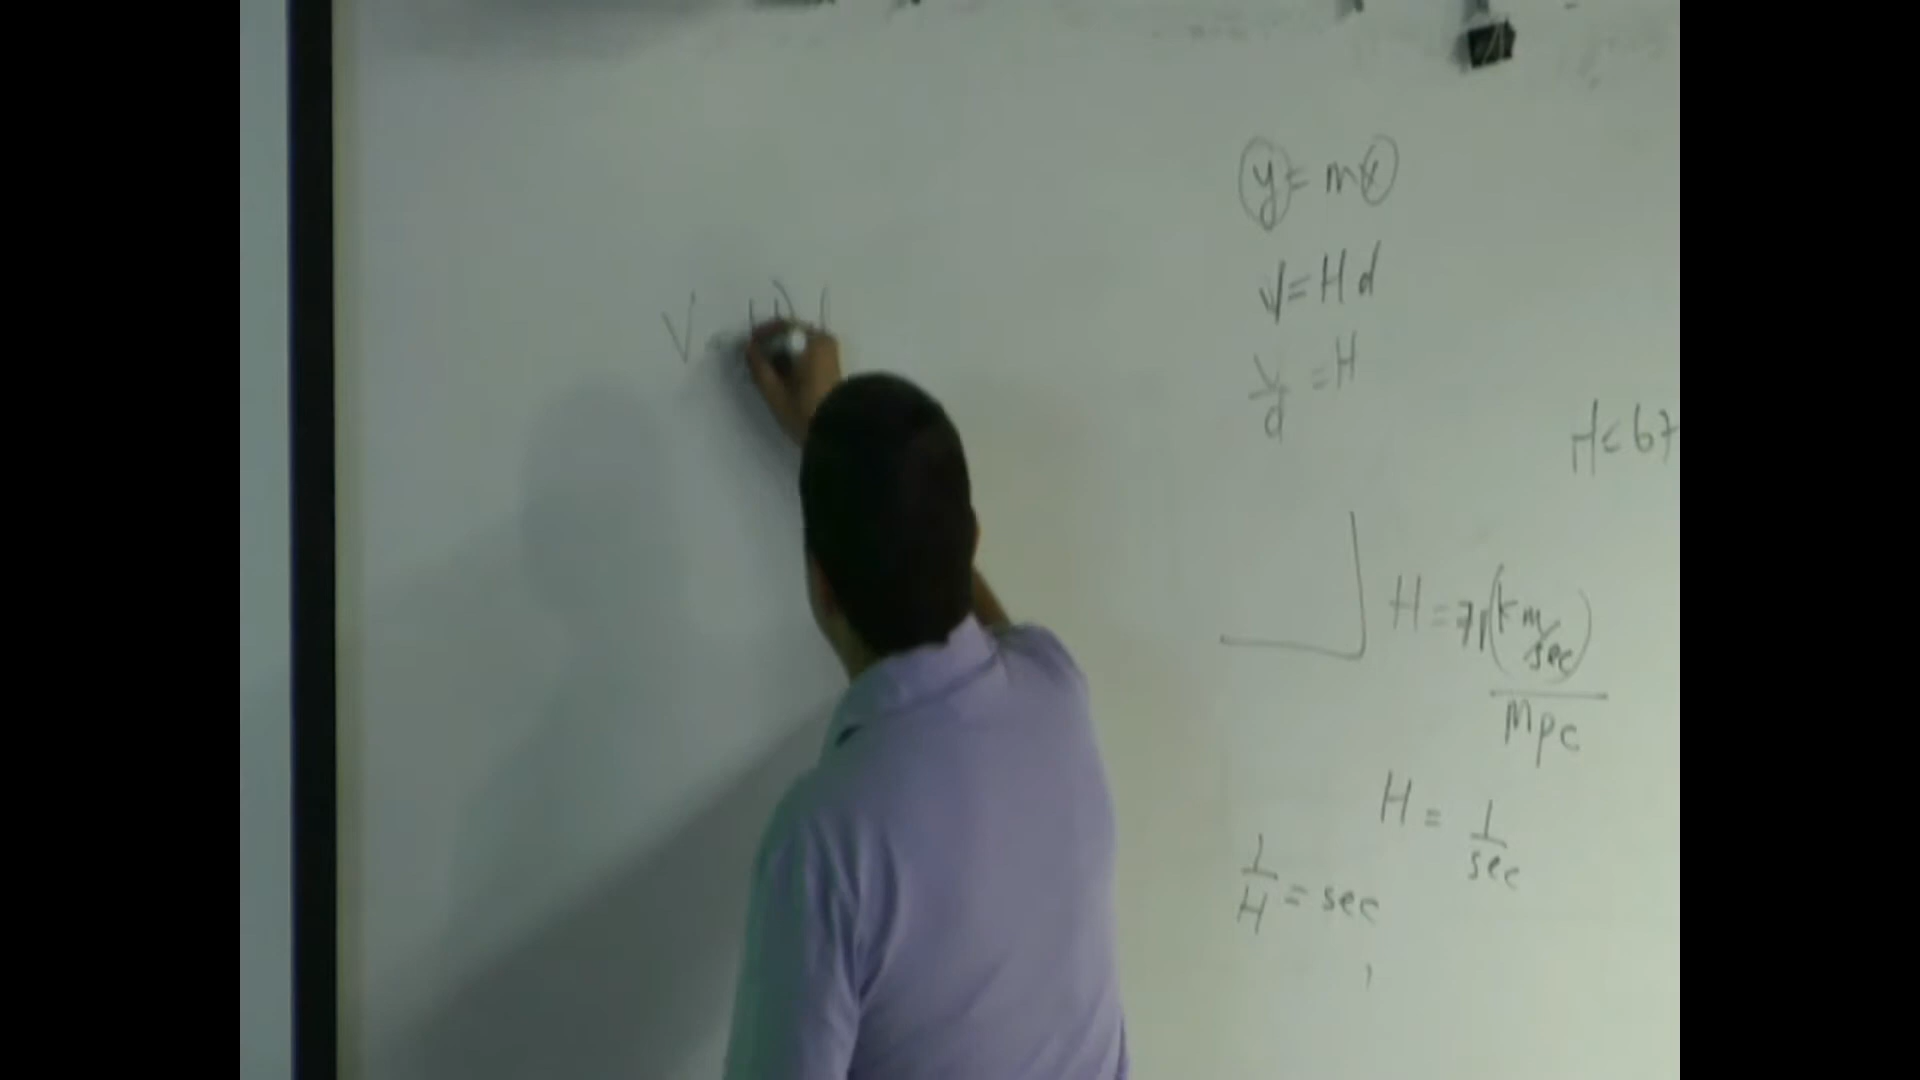 V
y = mx
V = Hd
V/d = H
H < 67
H = 71 (km/sec)/Mpc
H = 1/sec
1/H = sec